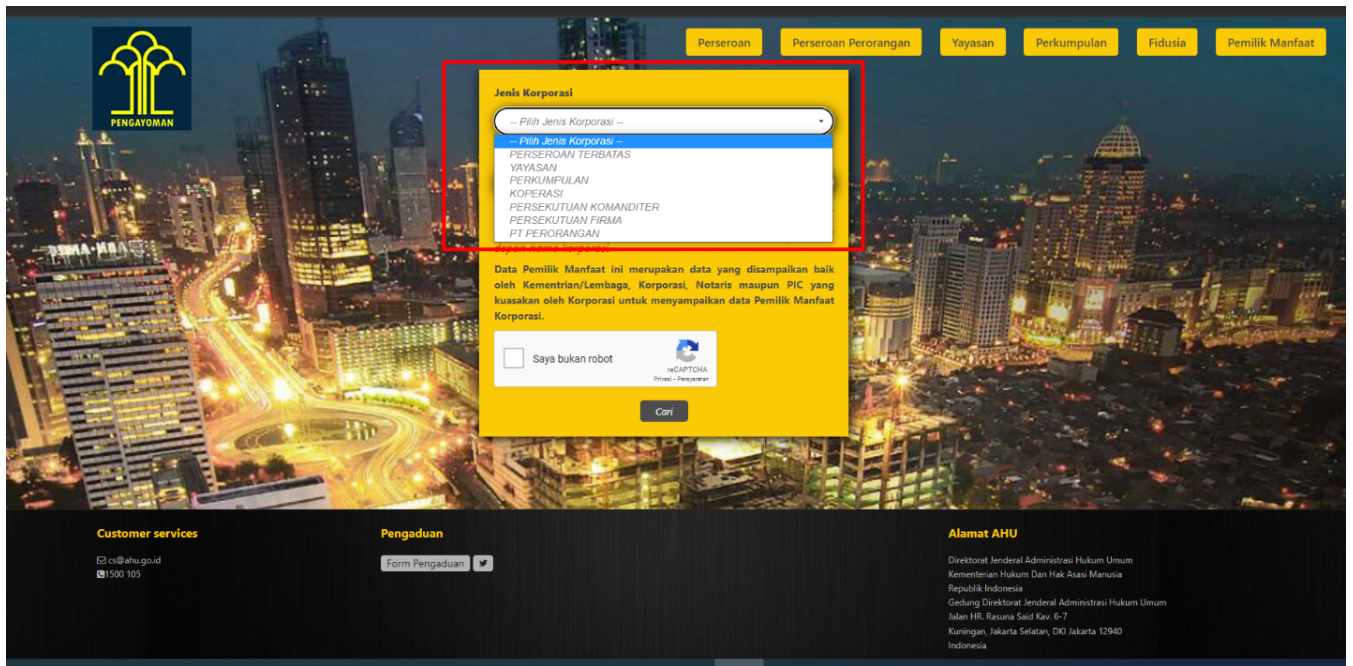 PENGAYOMAN
Perseroan
Perseroan Perorangan
Yayasan
Perkumpulan
Fidusia
Pemilik Manfaat
Jenis Korporasi
-- Pilih Jenis Korporasi --
-- Pilih Jenis Korporasi --
PERSEROAN TERBATAS
YAYASAN
PERKUMPULAN
KOPERASI
PERSEKUTUAN KOMANDITER
PERSEKUTUAN FIRMA
PT PERORANGAN
depan nama korporasi
Data Pemilik Manfaat ini merupakan data yang disampaikan baik
oleh Kementrian/Lembaga, Korporasi, Notaris maupun PIC yang
kuasakan oleh Korporasi untuk menyampaikan data Pemilik Manfaat
Korporasi.
Saya bukan robot
reCAPTCHA
Privasi - Persyaratan
Cari
Customer services
cs@ahu.go.id
1500 105
Pengaduan
Form Pengaduan
Alamat AHU
Direktorat Jenderal Administrasi Hukum Umum
Kementerian Hukum Dan Hak Asasi Manusia
Republik Indonesia
Gedung Direktorat Jenderal Administrasi Hukum Umum
Jalan HR. Rasuna Said Kav. 6-7
Kuningan, Jakarta Selatan, DKI Jakarta 12940
Indonesia